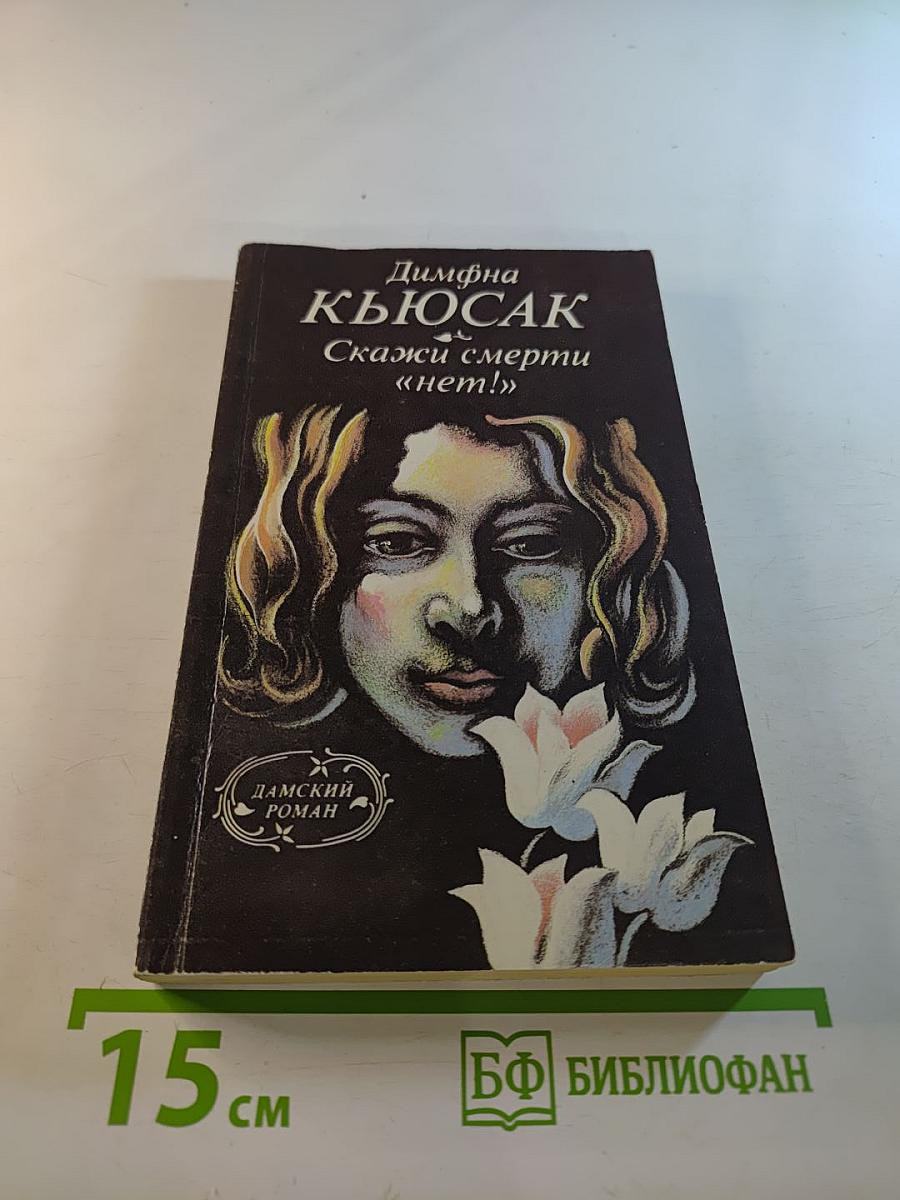 Димфна
КЬЮСАК
Скажи смерти
«нет!»
ДАМСКИЙ
РОМАН
15 см
БФ БИБЛИОФАН